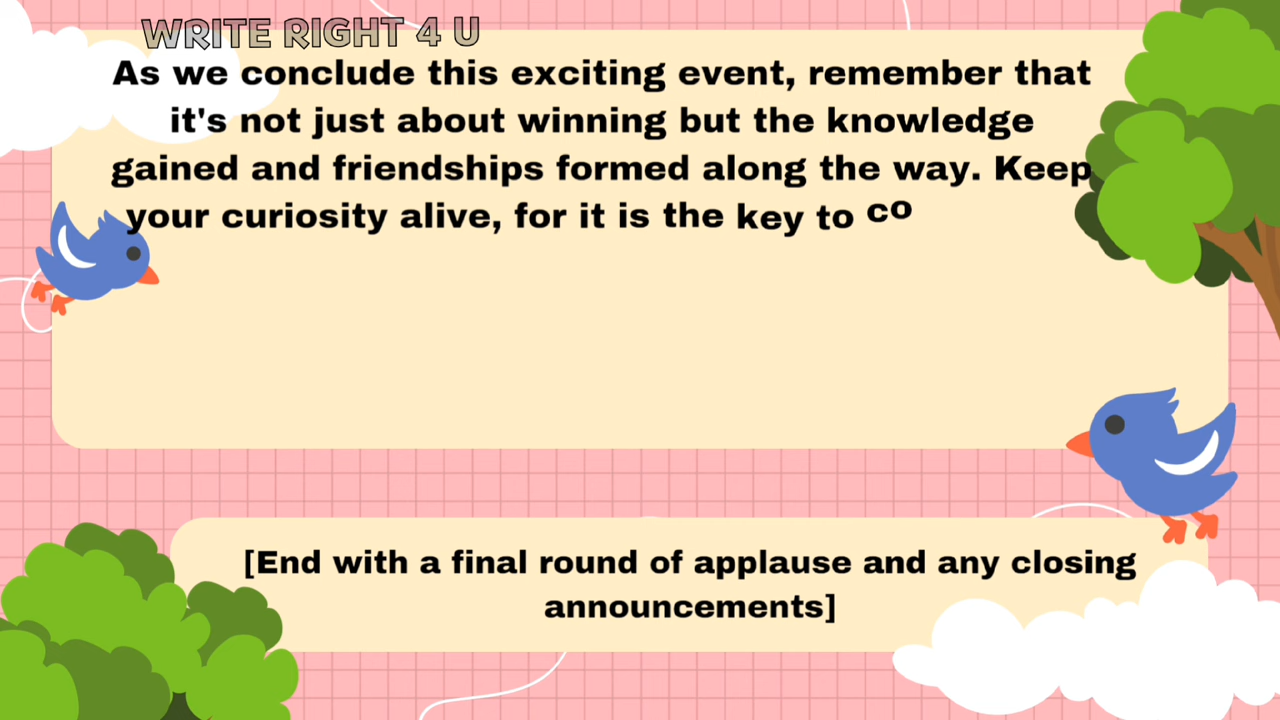 WRITE RIGHT 4 U
As we conclude this exciting event, remember that
it's not just about winning but the knowledge
gained and friendships formed along the way. Keep
your curiosity alive, for it is the key to co
[End with a final round of applause and any closing
announcements]